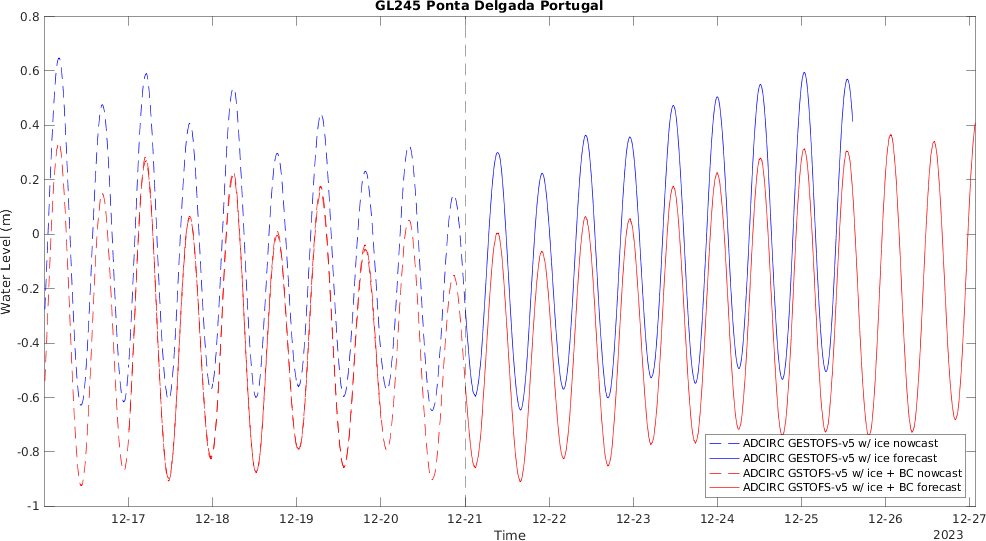 GL245 Ponta Delgada Portugal
0.8
0.6
0.4
0.2
0
-0.2
-0.4
-0.6
-0.8
-1
Water Level (m)
ADCIRC GESTOFS-v5 w/ ice nowcast
ADCIRC GESTOFS-v5 w/ ice forecast
ADCIRC GSTOFS-v5 w/ ice + BC nowcast
ADCIRC GSTOFS-v5 w/ ice + BC forecast
12-17 12-18 12-19 12-20 12-21 12-22 12-23 12-24 12-25 12-26 12-27
Time
2023